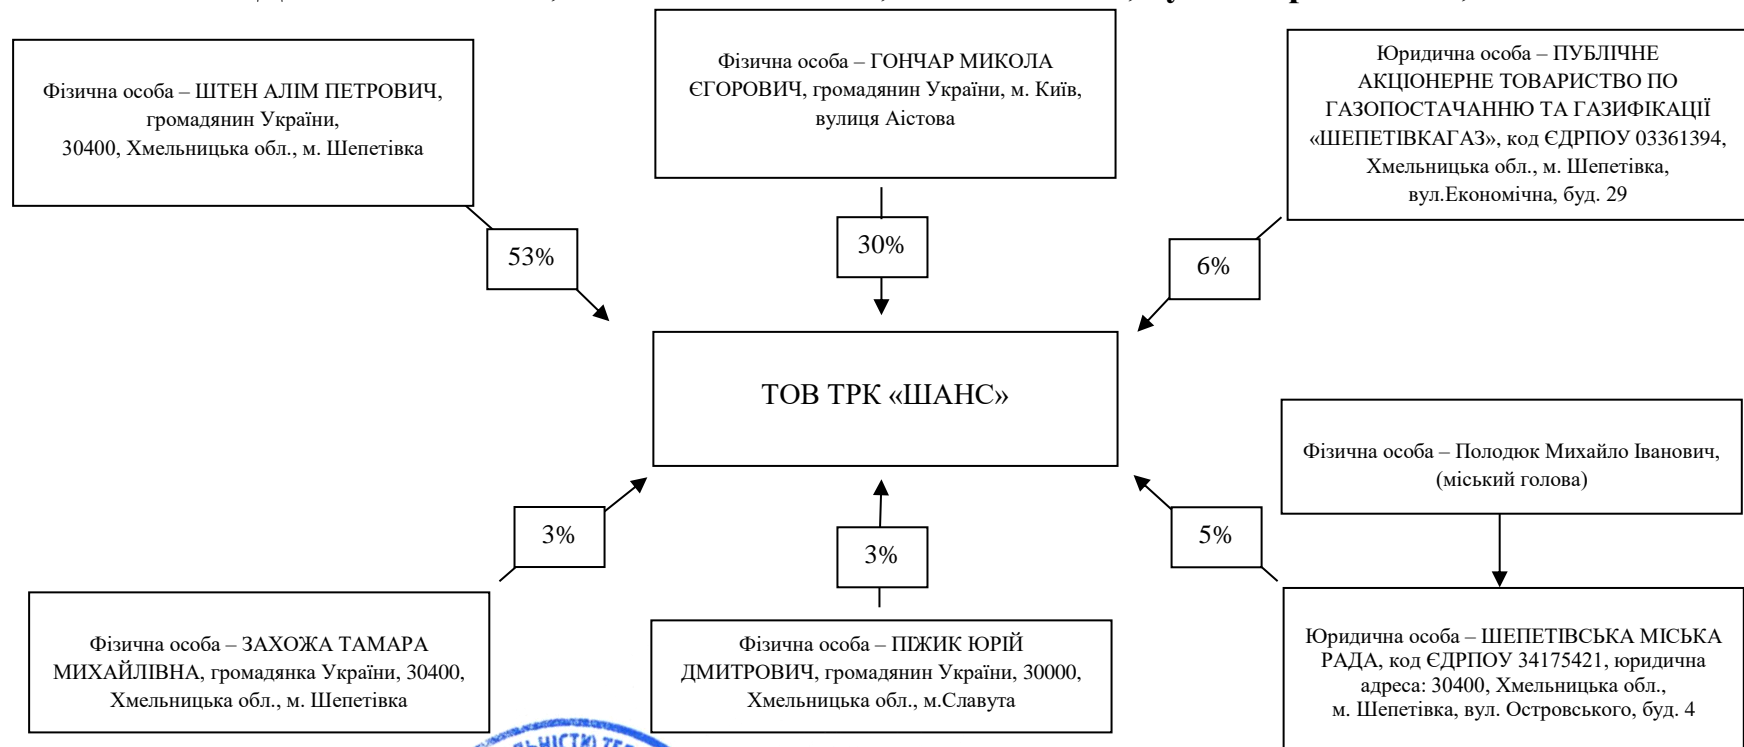 Фізична особа – ШТЕН АЛІМ ПЕТРОВИЧ,
громадянин України,
30400, Хмельницька обл., м. Шепетівка
Фізична особа – ГОНЧАР МИКОЛА
ЄГОРОВИЧ, громадянин України, м. Київ,
вулиця Аістова
Юридична особа – ПУБЛІЧНЕ
АКЦІОНЕРНЕ ТОВАРИСТВО ПО
ГАЗОПОСТАЧАННЮ ТА ГАЗИФІКАЦІЇ
«ШЕПЕТІВКАГАЗ», код ЄДРПОУ 03361394,
Хмельницька обл., м. Шепетівка,
вул.Економічна, буд. 29
53%
30%
6%
ТОВ ТРК «ШАНС»
Фізична особа – Полодюк Михайло Іванович,
(міський голова)
3%
3%
5%
Фізична особа – ЗАХОЖА ТАМАРА
МИХАЙЛІВНА, громадянка України, 30400,
Хмельницька обл., м. Шепетівка
Фізична особа – ПІЖИК ЮРІЙ
ДМИТРОВИЧ, громадянин України, 30000,
Хмельницька обл., м.Славута
Юридична особа – ШЕПЕТІВСЬКА МІСЬКА
РАДА, код ЄДРПОУ 34175421, юридична
адреса: 30400, Хмельницька обл.,
м. Шепетівка, вул. Островського, буд. 4